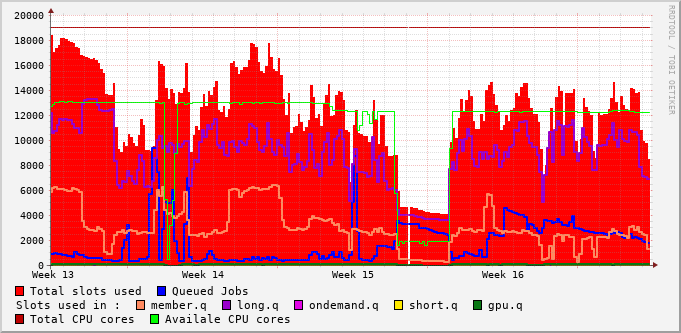 RRDTOOL / TOBI OETIKER
20000
18000
16000
14000
12000
10000
8000
6000
4000
2000
0
Week 13 Week 14 Week 15 Week 16
Total slots used Queued Jobs
Slots used in : member.q long.q ondemand.q short.q gpu.q
Total CPU cores Availale CPU cores